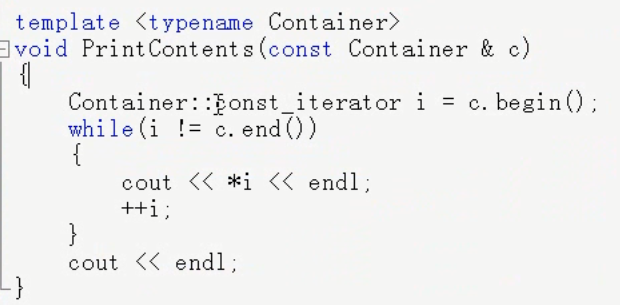 template <typename Container>
void PrintContents(const Container & c)
{
    Container::const_iterator i = c.begin();
    while(i != c.end())
    {
        cout << *i << endl;
        ++i;
    }
    cout << endl;
}